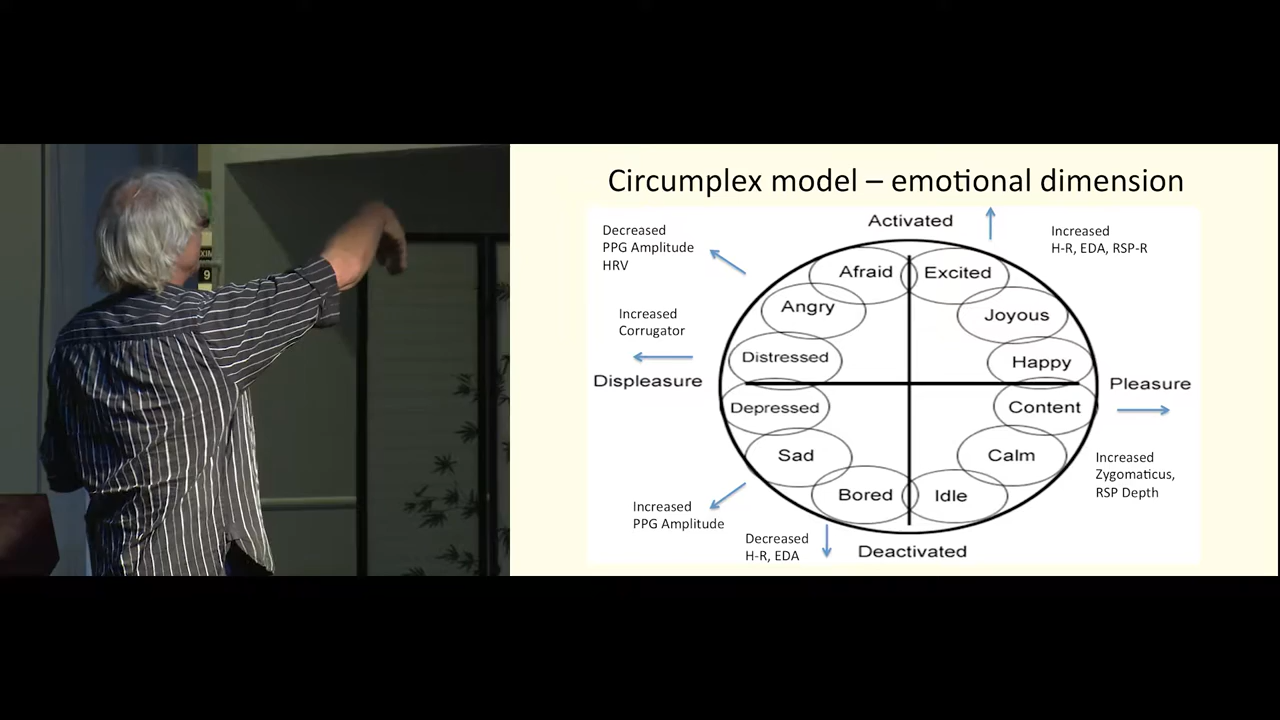 Circumplex model – emotional dimension
Activated
Decreased
PPG Amplitude
HRV
Increased
H-R, EDA, RSP-R
Afraid
Excited
Angry
Joyous
Increased
Corrugator
Distressed
Happy
Displeasure
Pleasure
Depressed
Content
Sad
Calm
Increased
Zygomaticus,
RSP Depth
Bored
Idle
Increased
PPG Amplitude
Decreased
H-R, EDA
Deactivated
9